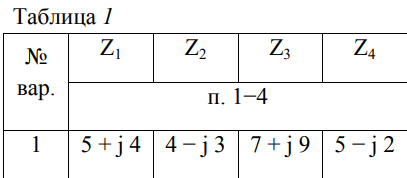 Таблица 1
№ вар. Z1 Z2 Z3 Z4
п. 1−4
1 5 + j 4 4 − j 3 7 + j 9 5 − j 2